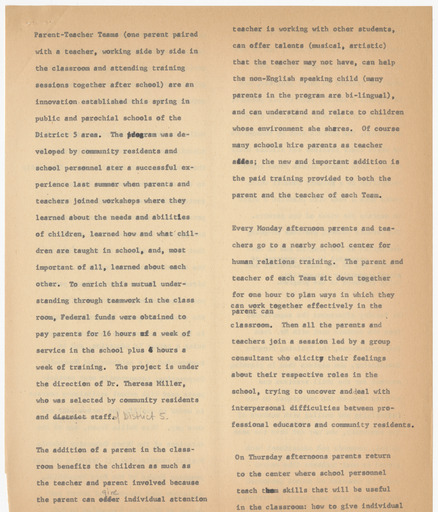 Parent-Teacher Teams (one perent paired
with a teacher, working side by side in
the classroom and attending training
sessions together after school) are an
innovation established this spring in
public and parochial schools of the
District 5 area. The program was de-
veloped by community residents and
school personnel ater a successful ex-
perience last summer when parents and
teachers joined workshops where they
learned about the needs and abilities
of children, learned how and what chil-
dren are taught in school, and, most
important of all, learned about each
other. To enrich this mutual under-
standing through teamwork in the class
room, Federal funds were obtained to
pay parents for 16 hours a week of
service in the school plus 4 hours a
week of training. The project is under
the direction of Dr. Theresa Miller,
who was selected by community residents
and district staff. of District 5.
The addition of a parent in the class-
room benefits the children as much as
the teacher and parent involved because
give
the parent can offer individual attention
teacher is working with other students,
can offer talents (musical, artistic)
that the teacher may not have, can help
the non-English speaking child (many
parents in the program are bi-lingual),
and can understand and relate to children
whose environment she shares. Of course
many schools hire parents as teacher
aides; the new and important addition is
the paid training provided to both the
parent and the teacher of each Team.
Every Monday afternoon parents and tea-
chers go to a nearby school center for
human relations training. The parent and
teacher of each Team sit down together
for one hour to plan ways in which they
can work together effectively in the
parent can
classroom. Then all the parents and
teachers join a session led by a group
consultant who elicits their feelings
about their respective roles in the
school, trying to uncover and deal with
interpersonal difficulties between pro-
fessional educators and community residents.
On Thursday afternoons parents return
to the center where school personnel
teach them skills that will be useful
in the classroom: how to give individual